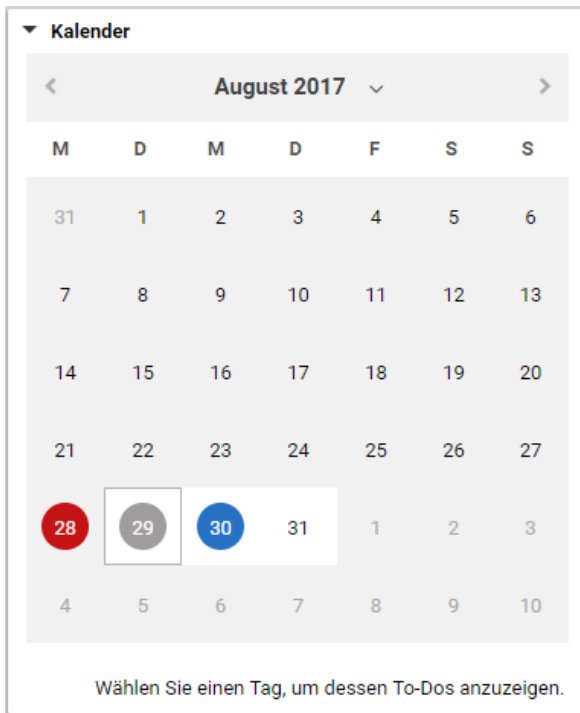 Kalender
August 2017
M D M D F S S
31 1 2 3 4 5 6
7 8 9 10 11 12 13
14 15 16 17 18 19 20
21 22 23 24 25 26 27
28 29 30 31 1 2 3
4 5 6 7 8 9 10
Wählen Sie einen Tag, um dessen To-Dos anzuzeigen.